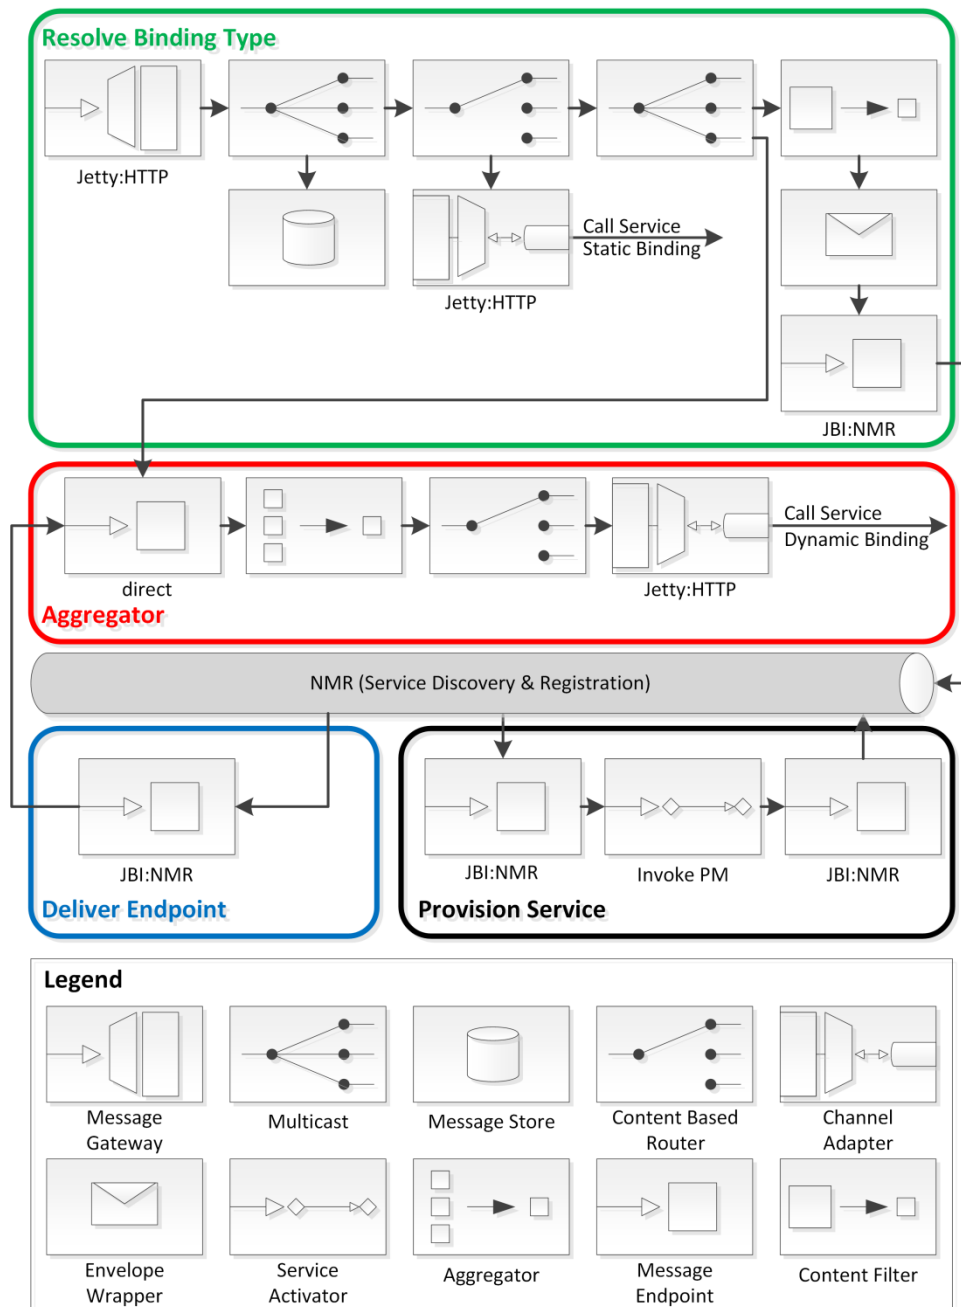 Resolve Binding Type
Jetty:HTTP
Call Service
Static Binding
Jetty:HTTP
JBI:NMR
Call Service
Dynamic Binding
direct
Jetty:HTTP
Aggregator
NMR (Service Discovery & Registration)
JBI:NMR
Deliver Endpoint
JBI:NMR
Invoke PM
JBI:NMR
Provision Service
Legend
Message
Gateway
Multicast
Message Store
Content Based
Router
Channel
Adapter
Envelope
Wrapper
Service
Activator
Aggregator
Message
Endpoint
Content Filter